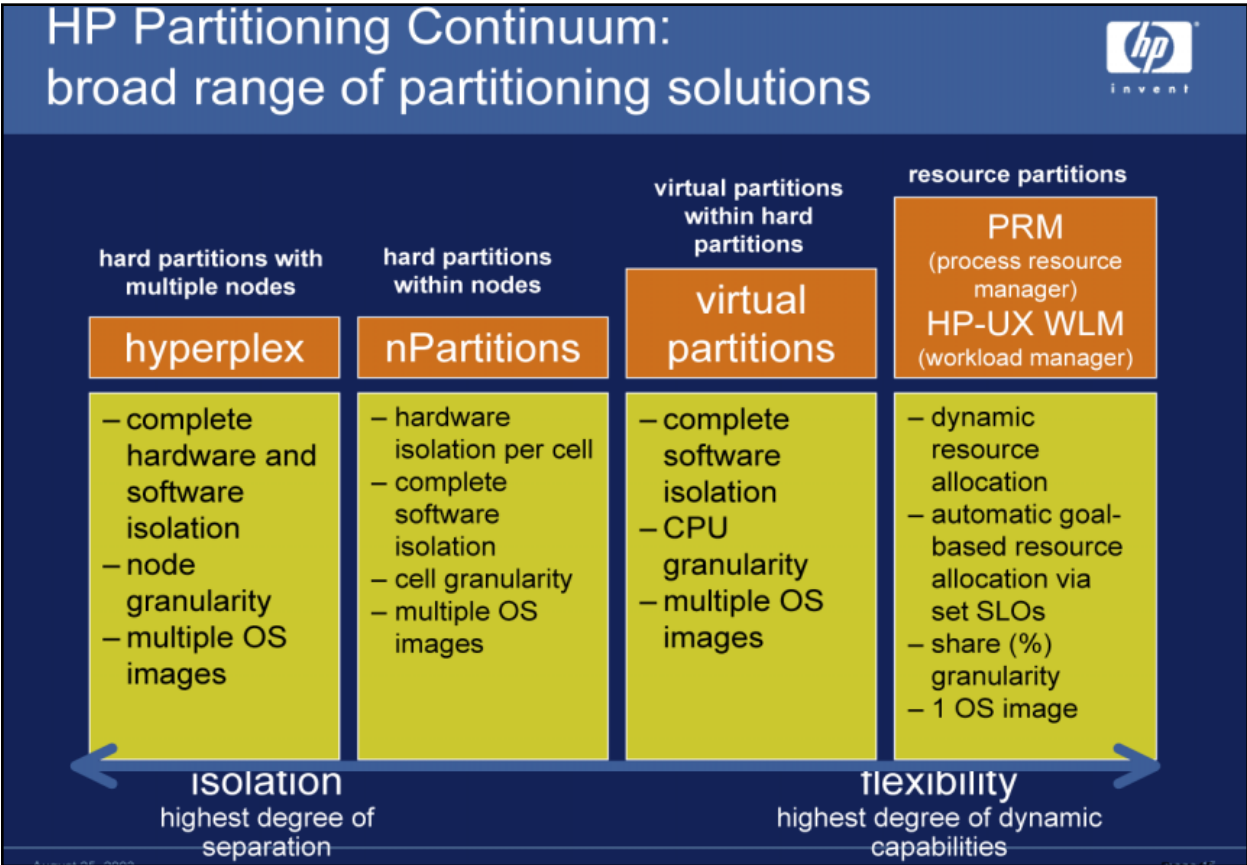 HP Partitioning Continuum:
broad range of partitioning solutions
hp
invent
hard partitions with
multiple nodes
hyperplex
– complete
hardware and
software
isolation
– node
granularity
– multiple OS
images
hard partitions
within nodes
nPartitions
– hardware
isolation per cell
– complete
software
isolation
– cell granularity
– multiple OS
images
virtual partitions
within hard
partitions
virtual
partitions
– complete
software
isolation
– CPU
granularity
– multiple OS
images
resource partitions
PRM
(process resource
manager)
HP-UX WLM
(workload manager)
– dynamic
resource
allocation
– automatic goal-
based resource
allocation via
set SLOs
– share (%)
granularity
– 1 OS image
isolation
highest degree of
separation
flexibility
highest degree of dynamic
capabilities